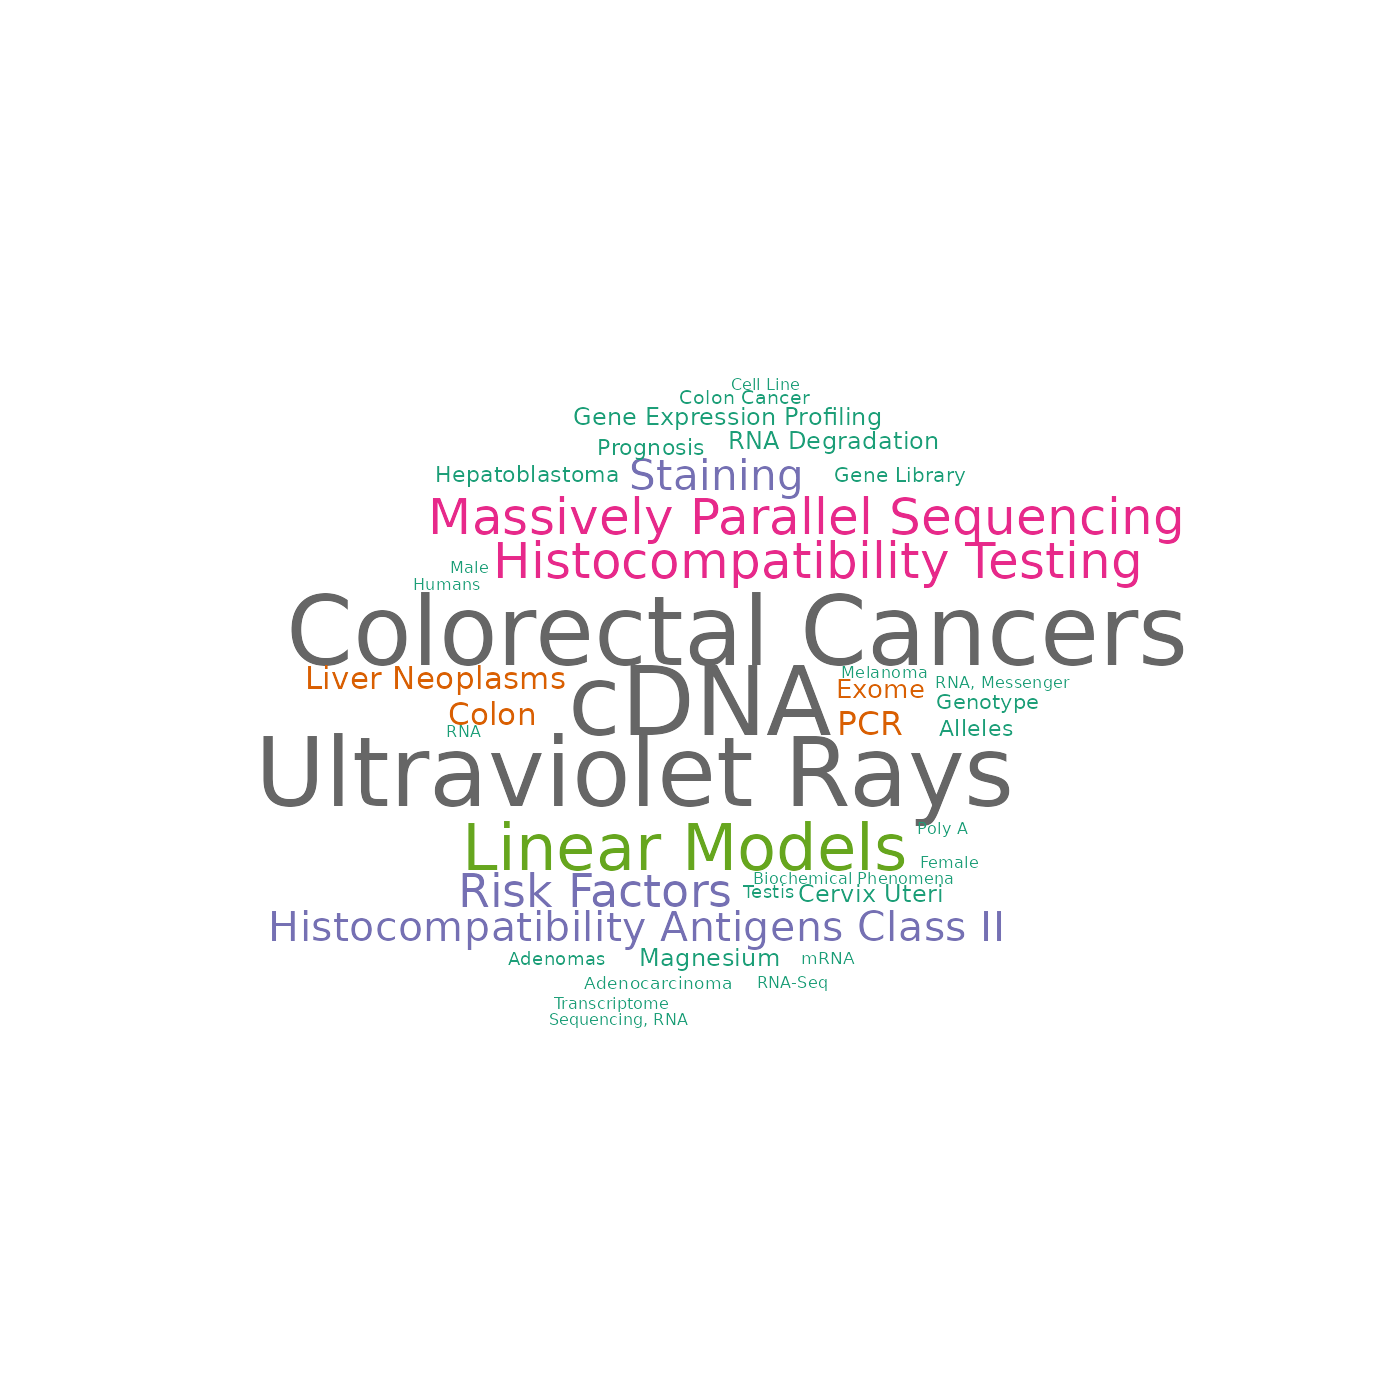 Cell Line
Colon Cancer
Gene Expression Profiling
Prognosis RNA Degradation
Hepatoblastoma Staining Gene Library
Massively Parallel Sequencing
Male Histocompatibility Testing
Humans
Colorectal Cancers
Liver Neoplasms cDNA Melanoma RNA, Messenger
Exome Genotype
Colon PCR Alleles
RNA
Ultraviolet Rays
Poly A
Linear Models Female
Biochemical Phenomena
Risk Factors Testis Cervix Uteri
Histocompatibility Antigens Class II
Adenomas Magnesium mRNA
Adenocarcinoma RNA-Seq
Transcriptome
Sequencing, RNA